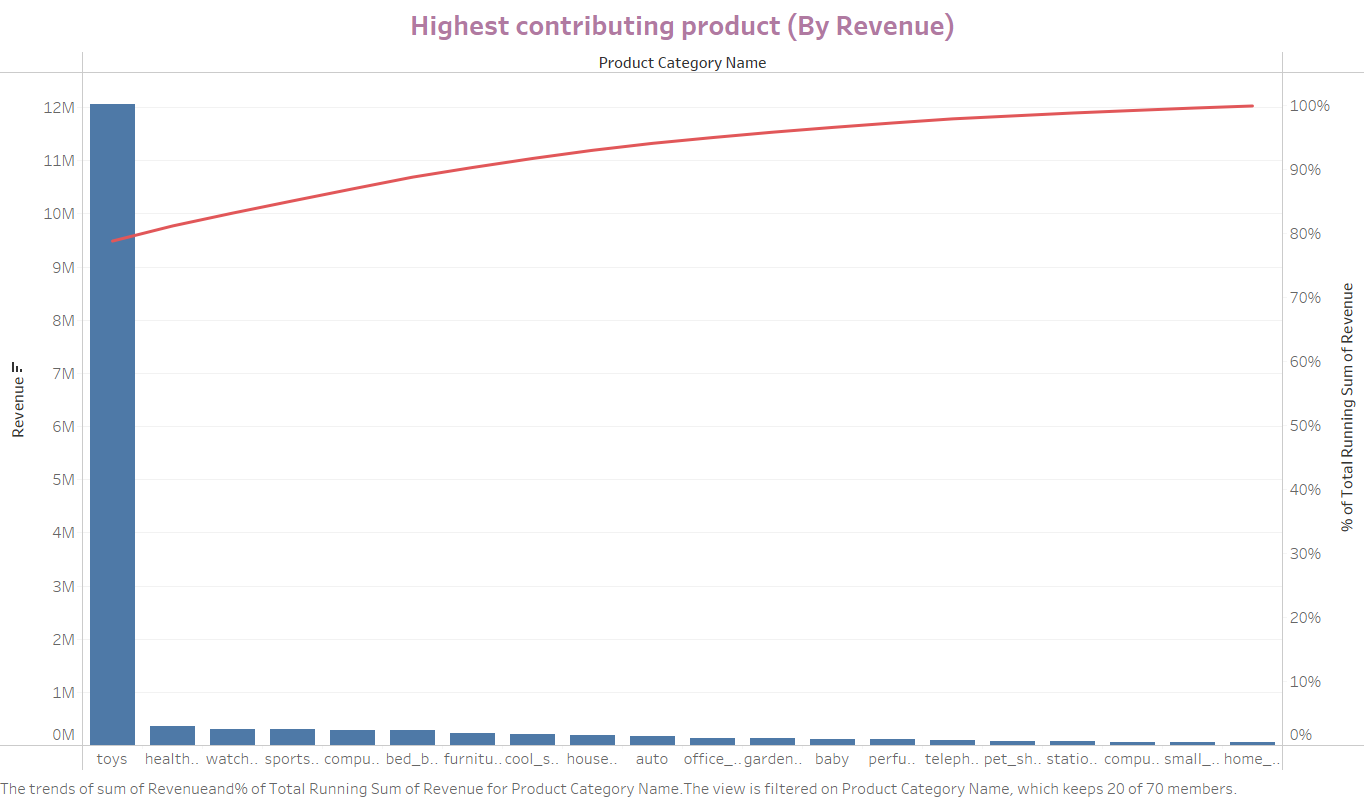 Highest contributing product (By Revenue)
Product Category Name
12M
11M
10M
9M
8M
7M
6M
5M
4M
3M
2M
1M
0M
Revenue
100%
90%
80%
70%
60%
50%
40%
30%
20%
10%
0%
% of Total Running Sum of Revenue
toys health.. watch.. sports.. compu.. bed_b.. furnitu.. cool_s.. house.. auto office_.. garden.. baby perfu.. teleph.. pet_sh.. statio.. compu.. small_.. home_..
The trends of sum of Revenueand% of Total Running Sum of Revenue for Product Category Name.The view is filtered on Product Category Name, which keeps 20 of 70 members.